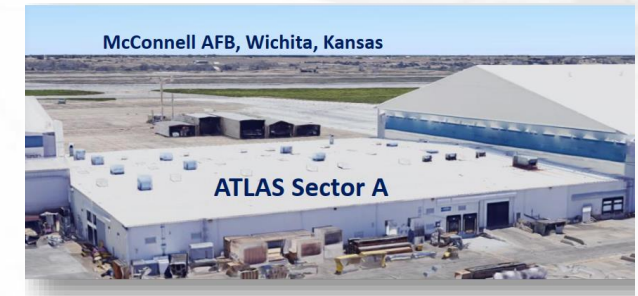 McConnell AFB, Wichita, Kansas
ATLAS Sector A